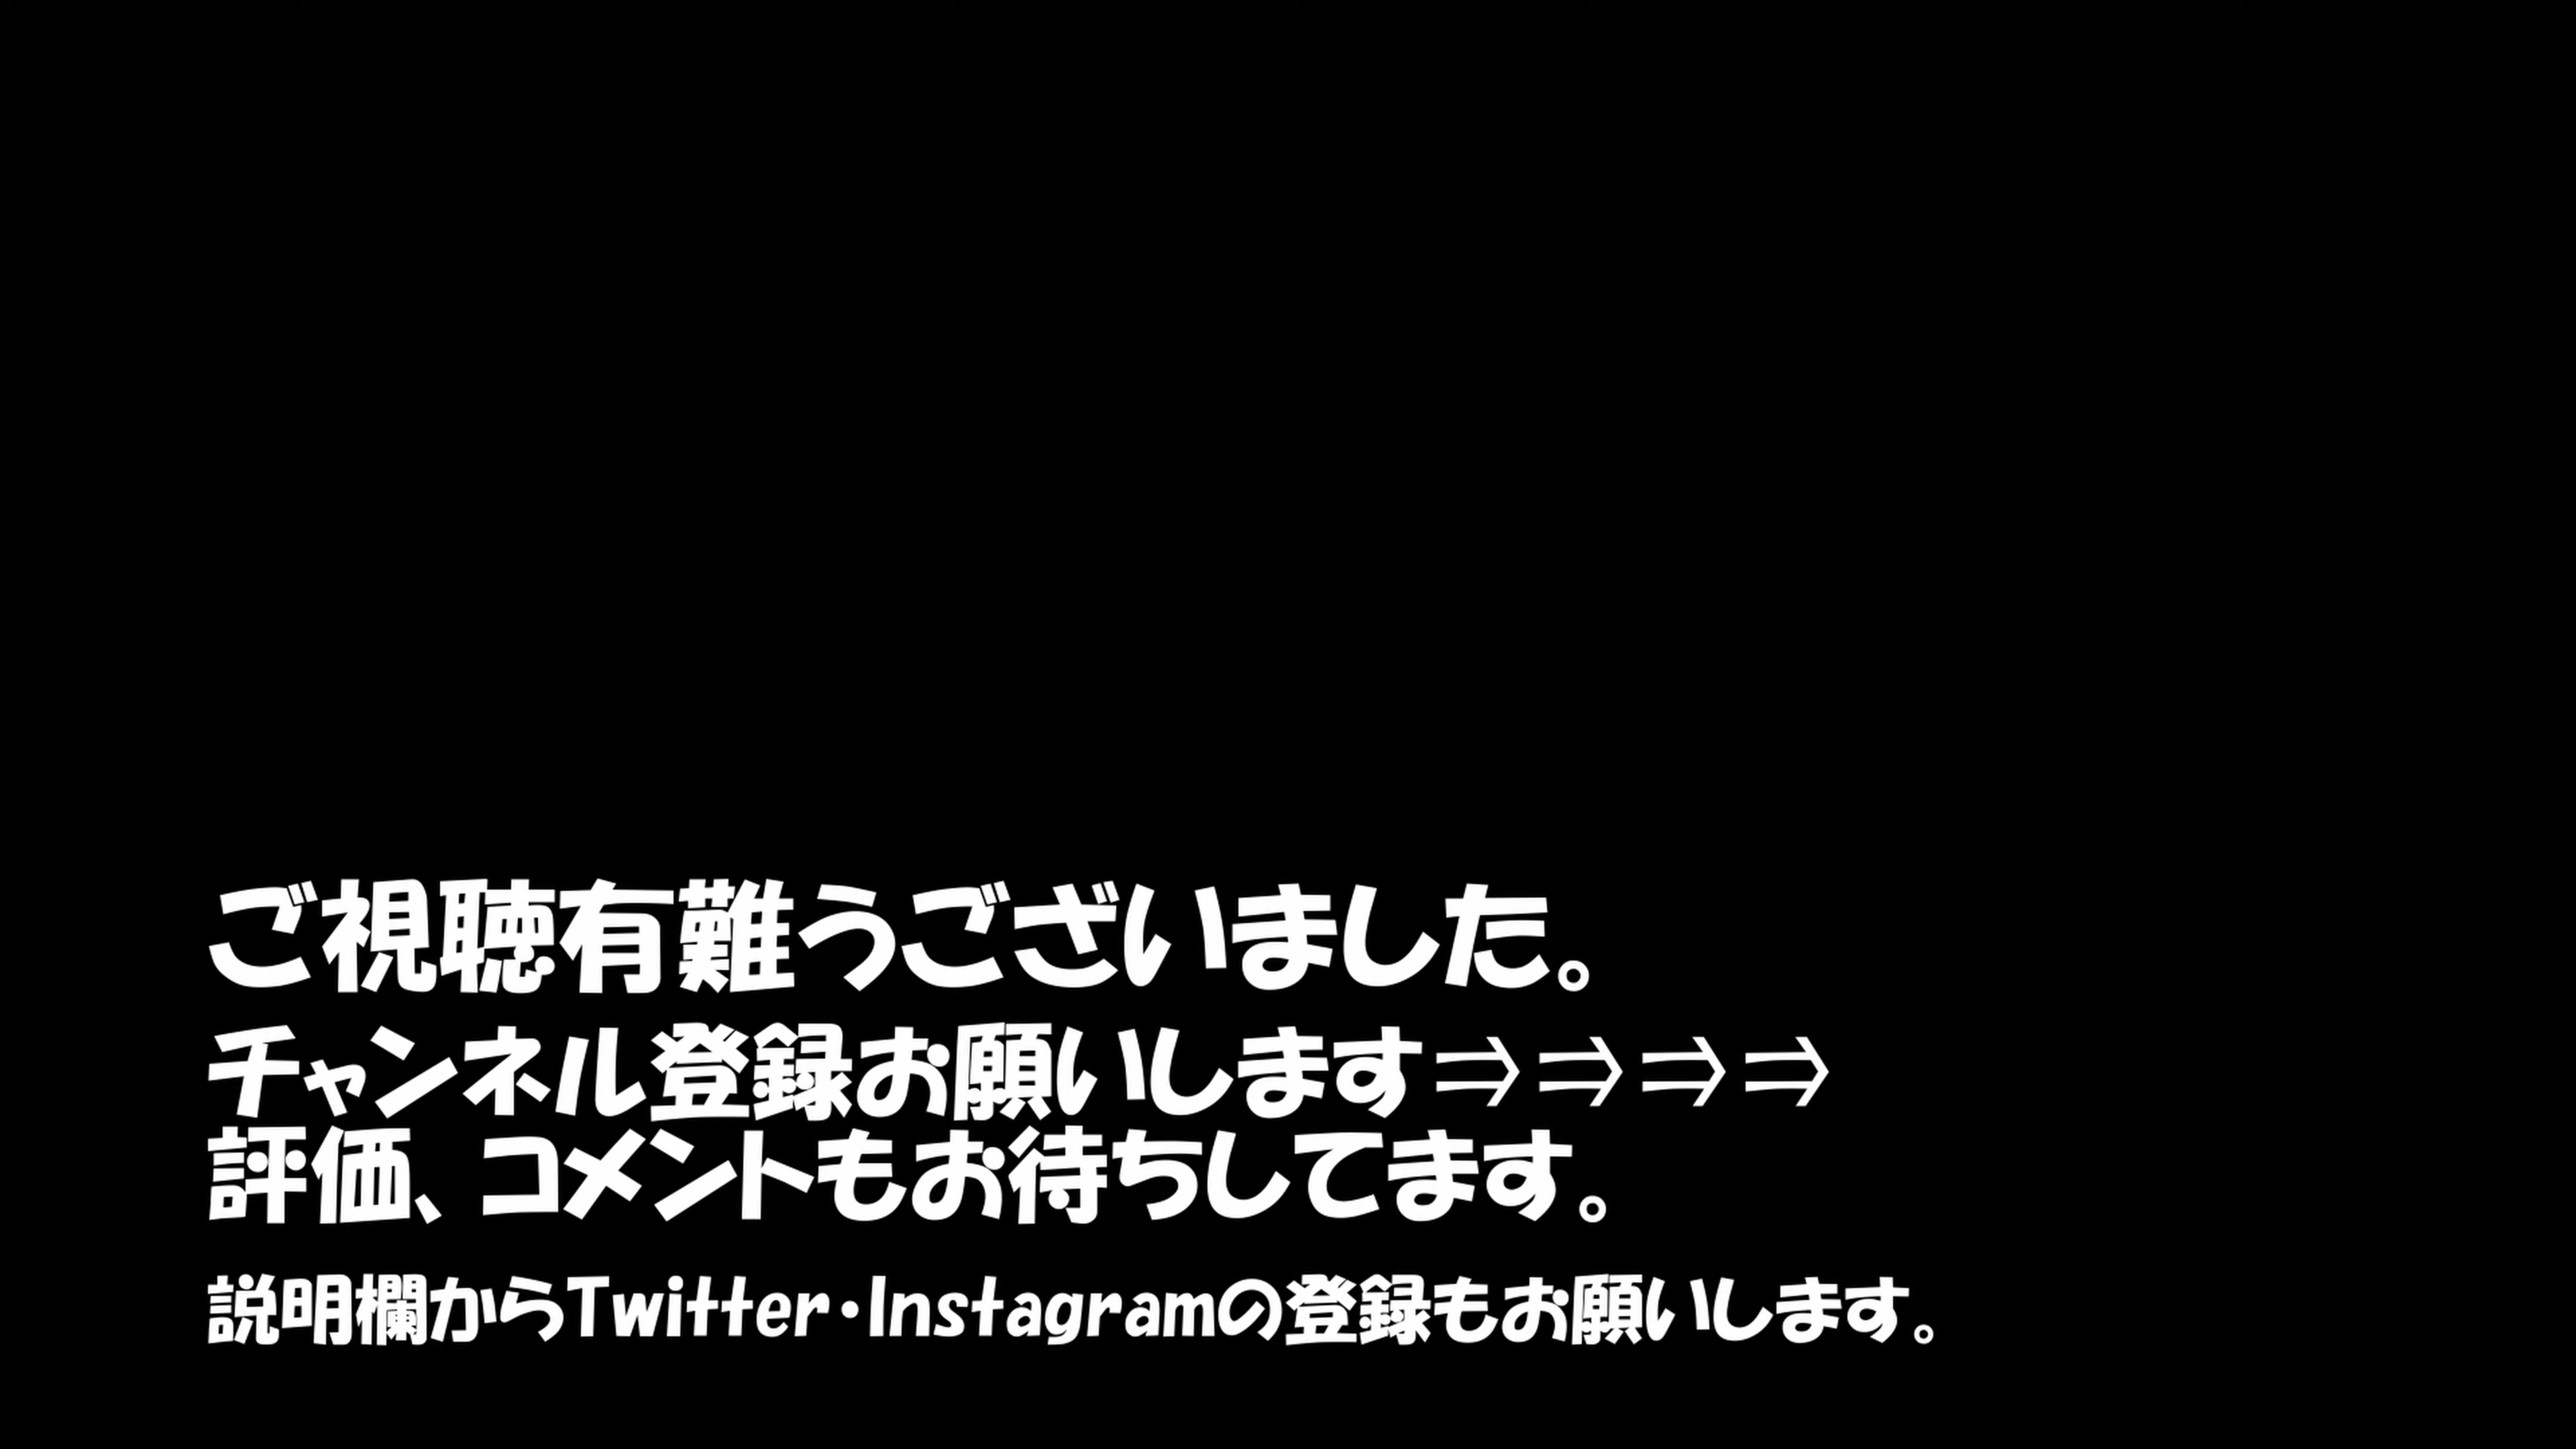 ご視聴有難うございました。
チャンネル登録お願いします⇒⇒⇒⇒
評価、コメントもお待ちしてます。
説明欄からTwitter・Instagramの登録もお願いします。